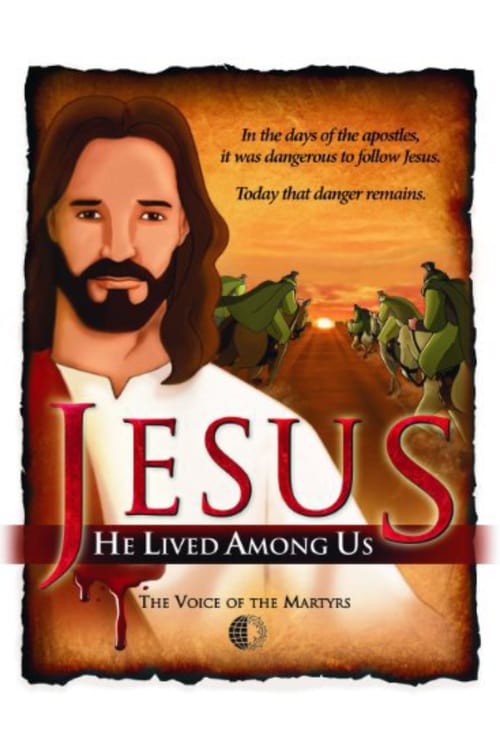 In the days of the apostles,
it was dangerous to follow Jesus.
Today that danger remains.
JESUS
HE LIVED AMONG US
THE VOICE OF THE MARTYRS